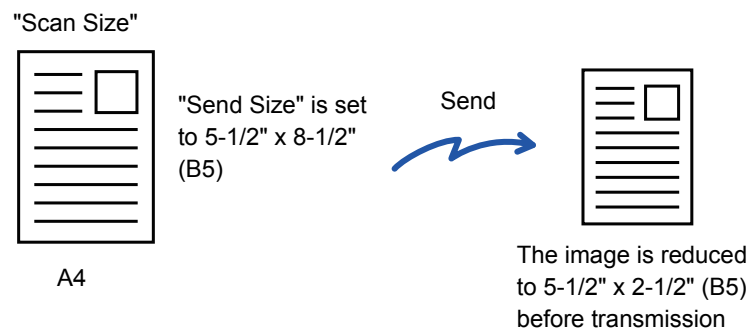 "Scan Size"
"Send Size" is set
to 5-1/2" x 8-1/2"
(B5)
Send
A4
The image is reduced
to 5-1/2" x 2-1/2" (B5)
before transmission